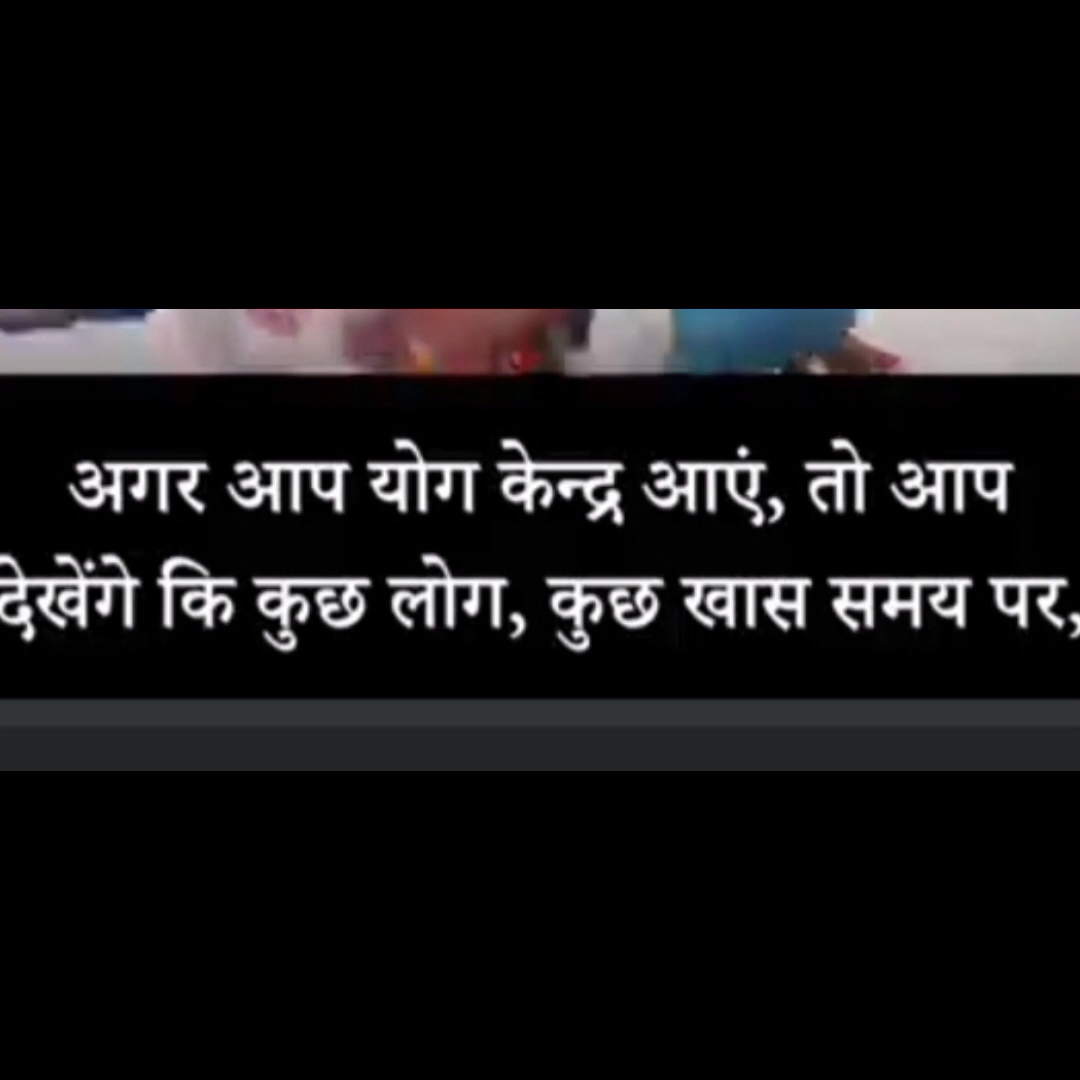 अगर आप योग केन्द्र आएं, तो आप
देखेंगे कि कुछ लोग, कुछ खास समय पर,